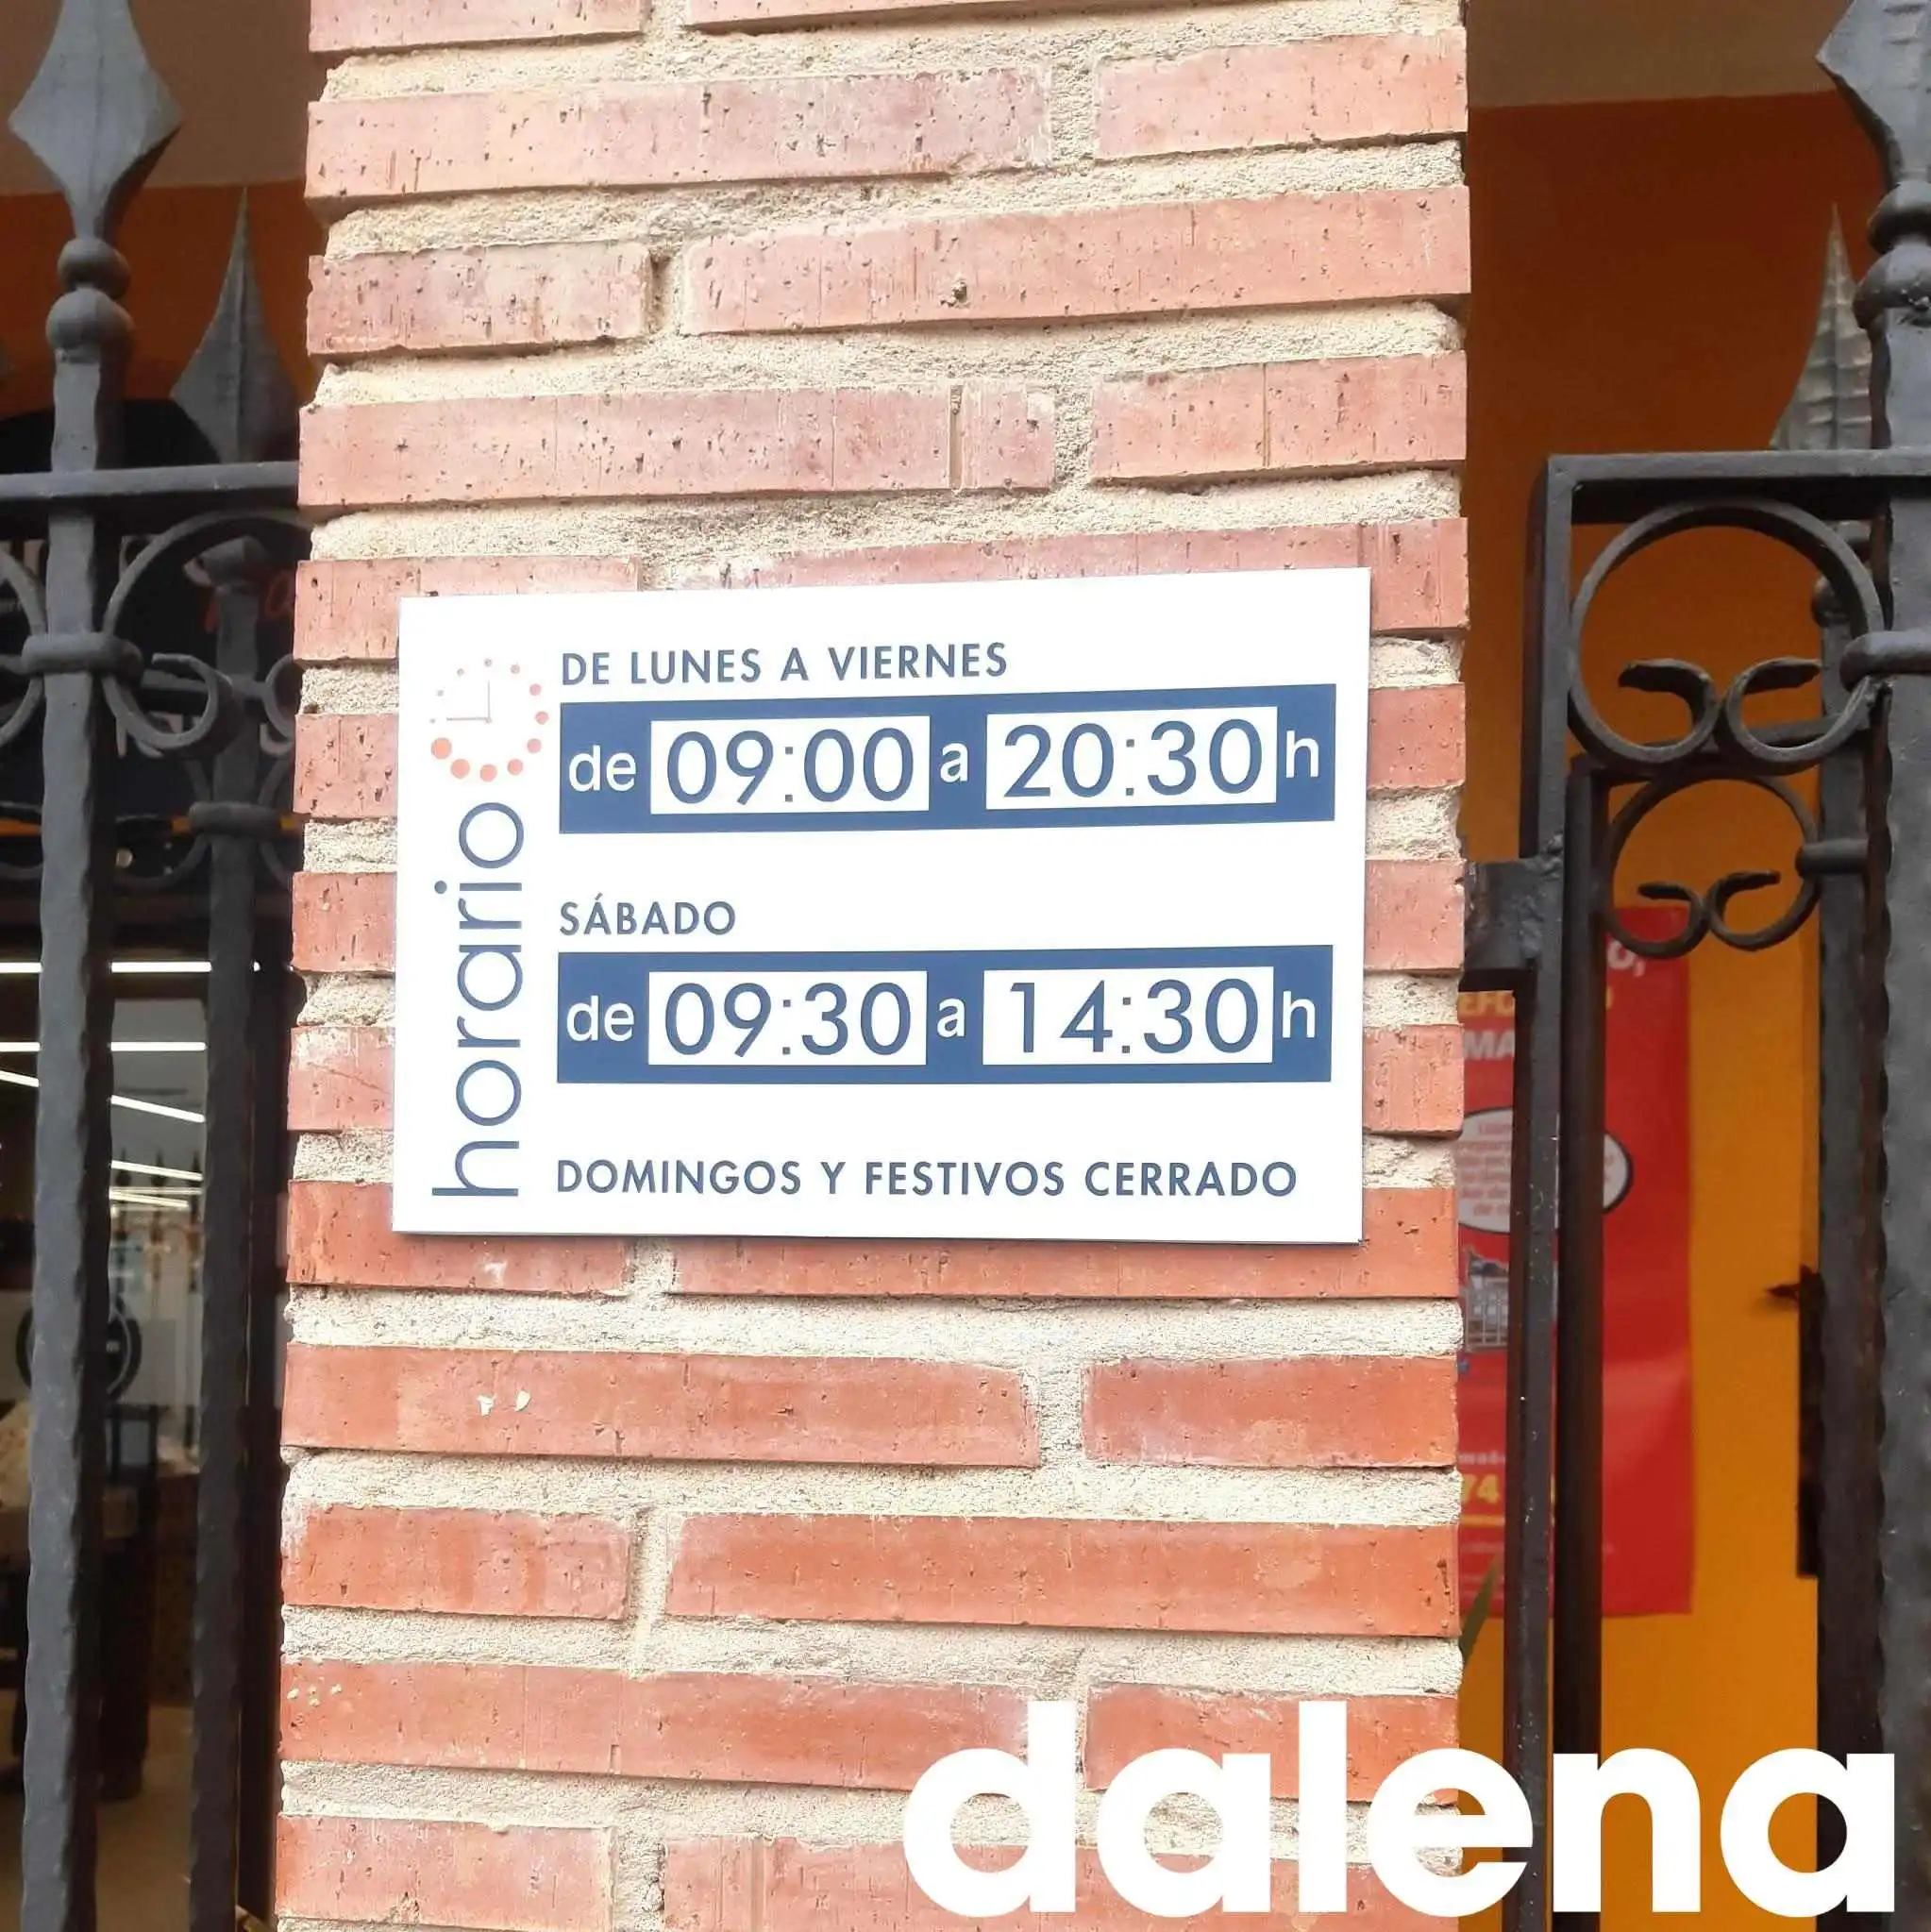 horario
DE LUNES A VIERNES
de 09:00 a 20:30 h
SÁBADO
de 09:30 a 14:30 h
DOMINGOS Y FESTIVOS CERRADO
74
dalena